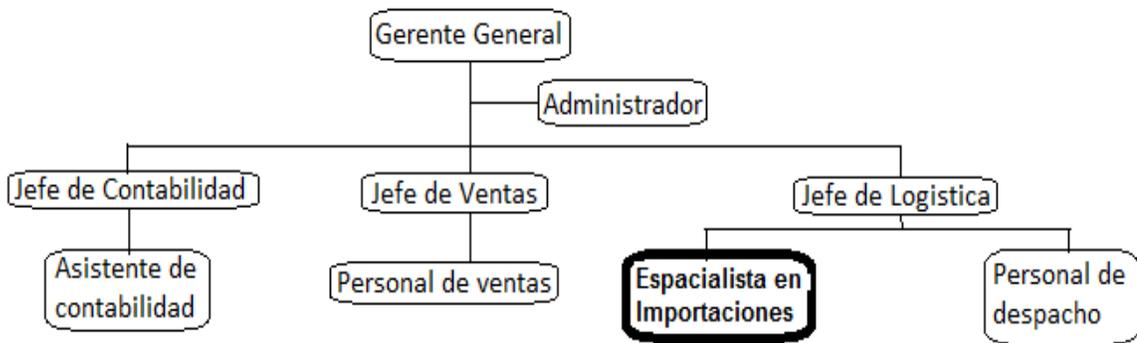 Gerente General
Administrador
Jefe de Contabilidad
Jefe de Ventas
Jefe de Logistica
Asistente de
contabilidad
Personal de ventas
Espacialista en
Importaciones
Personal de
despacho